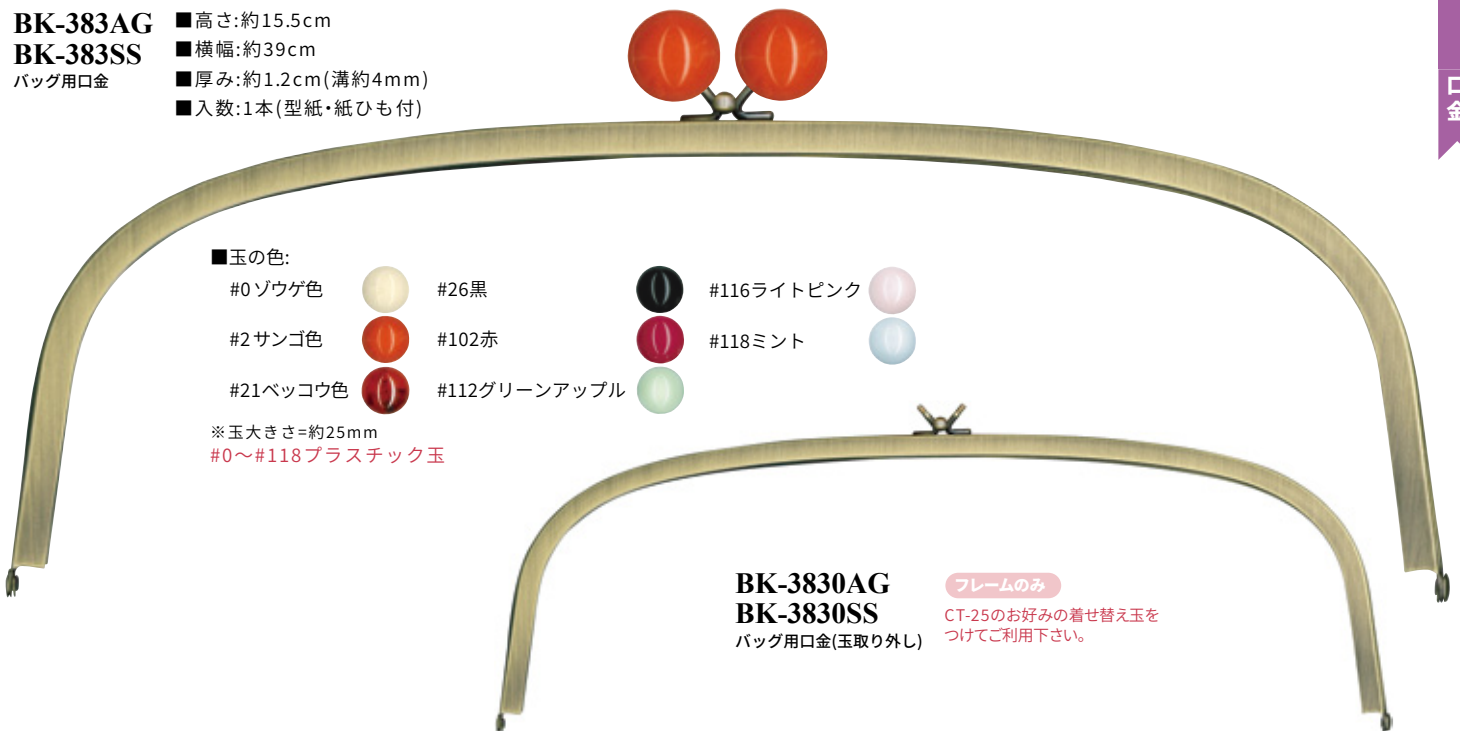 BK-383AG
BK-383SS
バッグ用口金
■高さ:約15.5cm
■横幅:約39cm
■厚み:約1.2cm(溝約4mm)
■入数:1本(型紙・紙ひも付)
口金
■玉の色:
#0ゾウゲ色
#26黒
#116ライトピンク
#2サンゴ色
#102赤
#118ミント
#21ベッコウ色
#112グリーンアップル
※玉大きさ=約25mm
#0〜#118プラスチック玉
BK-3830AG
BK-3830SS
バッグ用口金(玉取り外し)
フレームのみ
CT-25のお好みの着せ替え玉を
つけてご利用下さい。